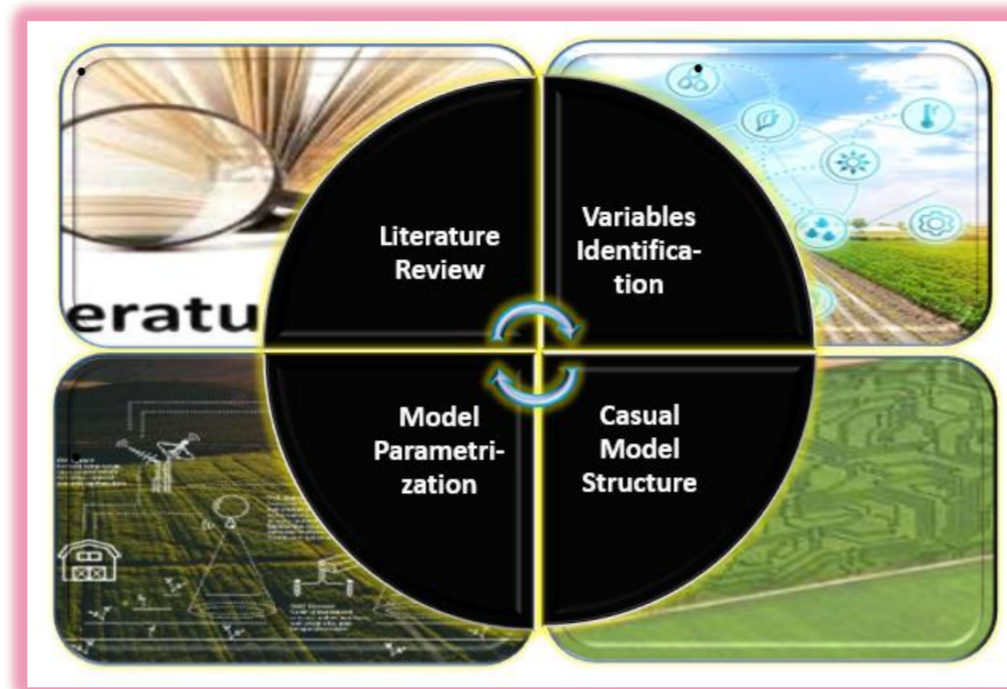 Literature
Review
Variables
Identifica-
tion
eratu
Model
Parametri-
zation
Casual
Model
Structure